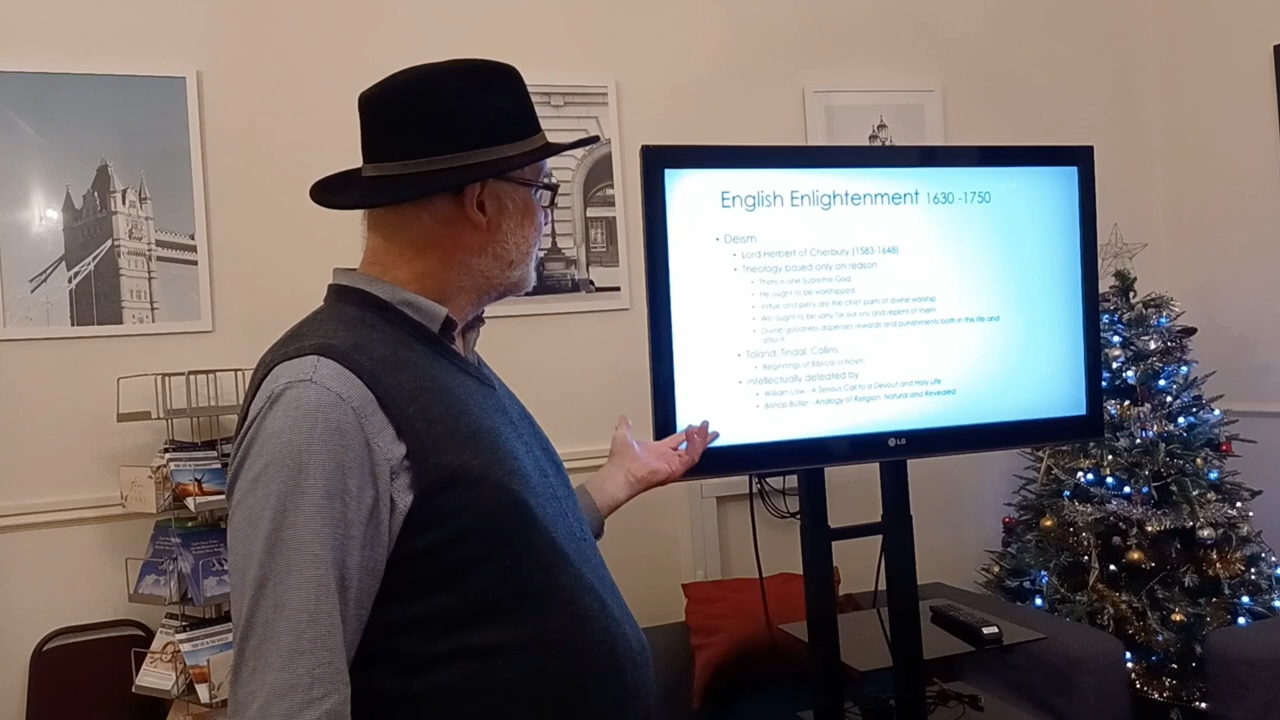 English Enlightenment 1630 -1750
• Deism
• Lord Herbert of Cherbury (1583-1648)
• Theology based only on reason
• There is one Supreme God
• He ought to be worshipped
• Virtue and piety are the chief parts of divine worship
• We ought to be sorry for our sins and repent of them
• Divine goodness dispenses rewards and punishments both in this life and
after it
• Toland, Tindal, Collins
• Beginnings of Biblical criticism
• Intellectually defeated by
• William Law - A Serious Call to a Devout and Holy Life
• Bishop Butler - Analogy of Religion, Natural and Revealed
LG